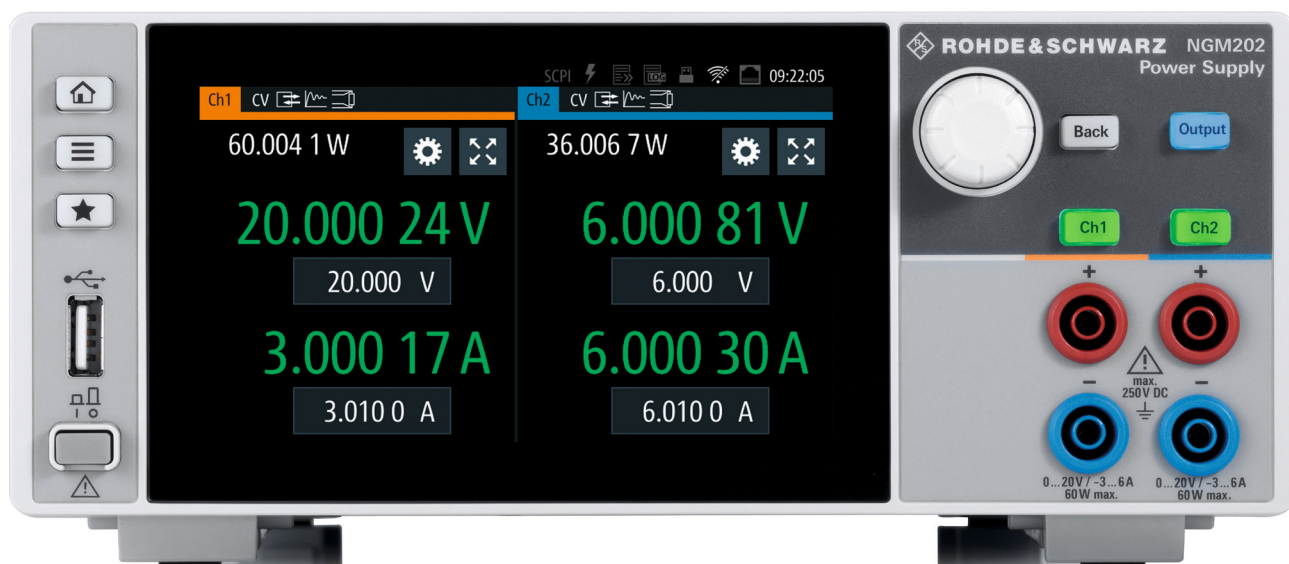 ROHDE&SCHWARZ NGM202
Power Supply
SCPI LOG 09:22:05
Ch1 CV
Ch2 CV
60.004 1 W
36.006 7 W
20.000 24 V
6.000 81 V
20.000 V
6.000 V
3.000 17 A
6.000 30 A
3.010 0 A
6.010 0 A
Back
Output
Ch1
Ch2
+ +
max.
250V DC
- -
0...20V / -3...6A
60W max.
0...20V / -3...6A
60W max.